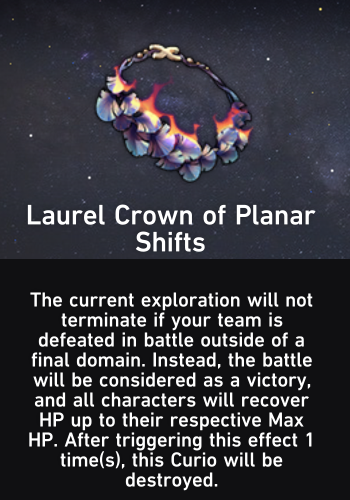 Laurel Crown of Planar
Shifts
The current exploration will not
terminate if your team is
defeated in battle outside of a
final domain. Instead, the battle
will be considered as a victory,
and all characters will recover
HP up to their respective Max
HP. After triggering this effect 1
time(s), this Curio will be
destroyed.